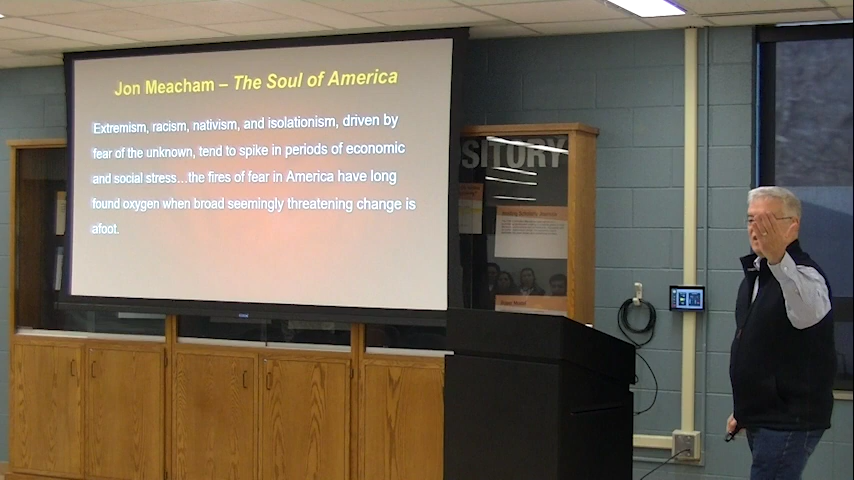 Jon Meacham – The Soul of America
Extremism, racism, nativism, and isolationism, driven by
fear of the unknown, tend to spike in periods of economic
and social stress…the fires of fear in America have long
found oxygen when broad seemingly threatening change is
afoot.
SITORY